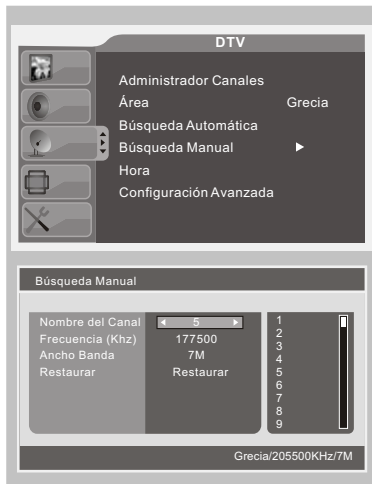 DTV
Administrador Canales
Área Grecia
Búsqueda Automática
Búsqueda Manual
Hora
Configuración Avanzada
Búsqueda Manual
Nombre del Canal 5
Frecuencia (Khz) 177500
Ancho Banda 7M
Restaurar Restaurar
1
2
3
4
5
6
7
8
9
Grecia/205500KHz/7M